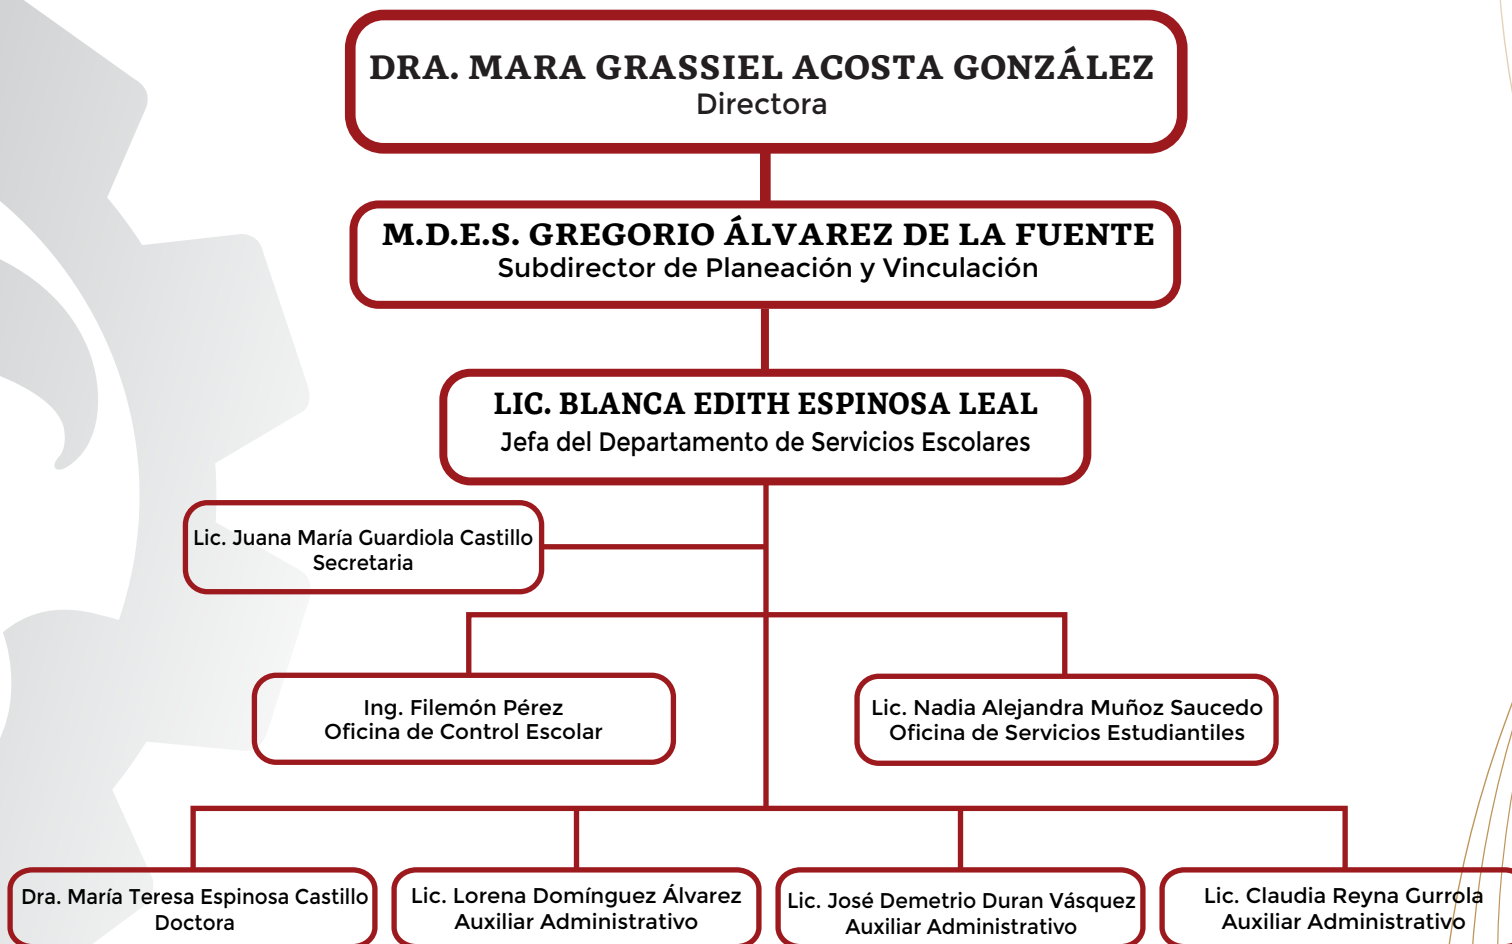 DRA. MARA GRASSIEL ACOSTA GONZÁLEZ
Directora
M.D.E.S. GREGORIO ÁLVAREZ DE LA FUENTE
Subdirector de Planeación y Vinculación
LIC. BLANCA EDITH ESPINOSA LEAL
Jefa del Departamento de Servicios Escolares
Lic. Juana María Guardiola Castillo
Secretaria
Ing. Filemón Pérez
Oficina de Control Escolar
Lic. Nadia Alejandra Muñoz Saucedo
Oficina de Servicios Estudiantiles
Dra. María Teresa Espinosa Castillo
Doctora
Lic. Lorena Domínguez Álvarez
Auxiliar Administrativo
Lic. José Demetrio Duran Vásquez
Auxiliar Administrativo
Lic. Claudia Reyna Gurrola
Auxiliar Administrativo